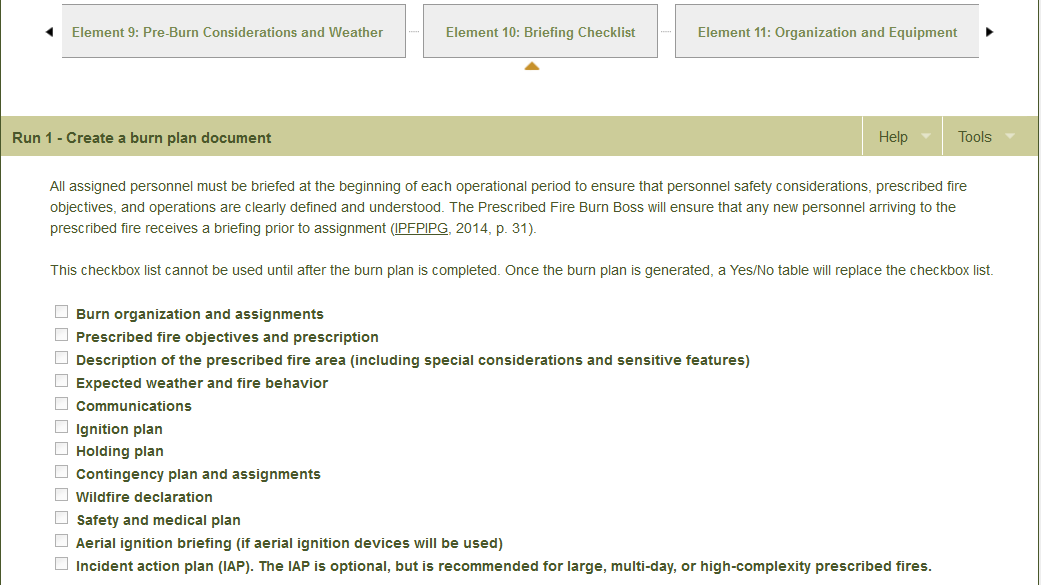 Element 9: Pre-Burn Considerations and Weather
Element 10: Briefing Checklist
Element 11: Organization and Equipment
Run 1 - Create a burn plan document
Help
Tools
All assigned personnel must be briefed at the beginning of each operational period to ensure that personnel safety considerations, prescribed fire
objectives, and operations are clearly defined and understood. The Prescribed Fire Burn Boss will ensure that any new personnel arriving to the
prescribed fire receives a briefing prior to assignment (IPFPIPG, 2014, p. 31).
This checkbox list cannot be used until after the burn plan is completed. Once the burn plan is generated, a Yes/No table will replace the checkbox list.
Burn organization and assignments
Prescribed fire objectives and prescription
Description of the prescribed fire area (including special considerations and sensitive features)
Expected weather and fire behavior
Communications
Ignition plan
Holding plan
Contingency plan and assignments
Wildfire declaration
Safety and medical plan
Aerial ignition briefing (if aerial ignition devices will be used)
Incident action plan (IAP). The IAP is optional, but is recommended for large, multi-day, or high-complexity prescribed fires.